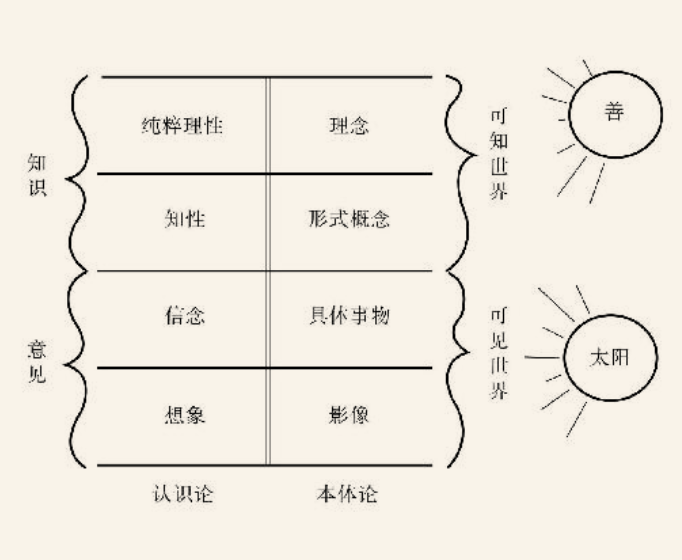 纯粹理性 理念
知性 形式概念
信念 具体事物
想象 影像
认识论 本体论
知识
意见
可知世界
可见世界
善
太阳